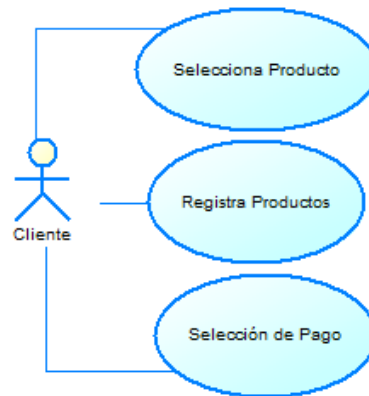 Selecciona Producto
Registra Productos
Cliente
Selección de Pago